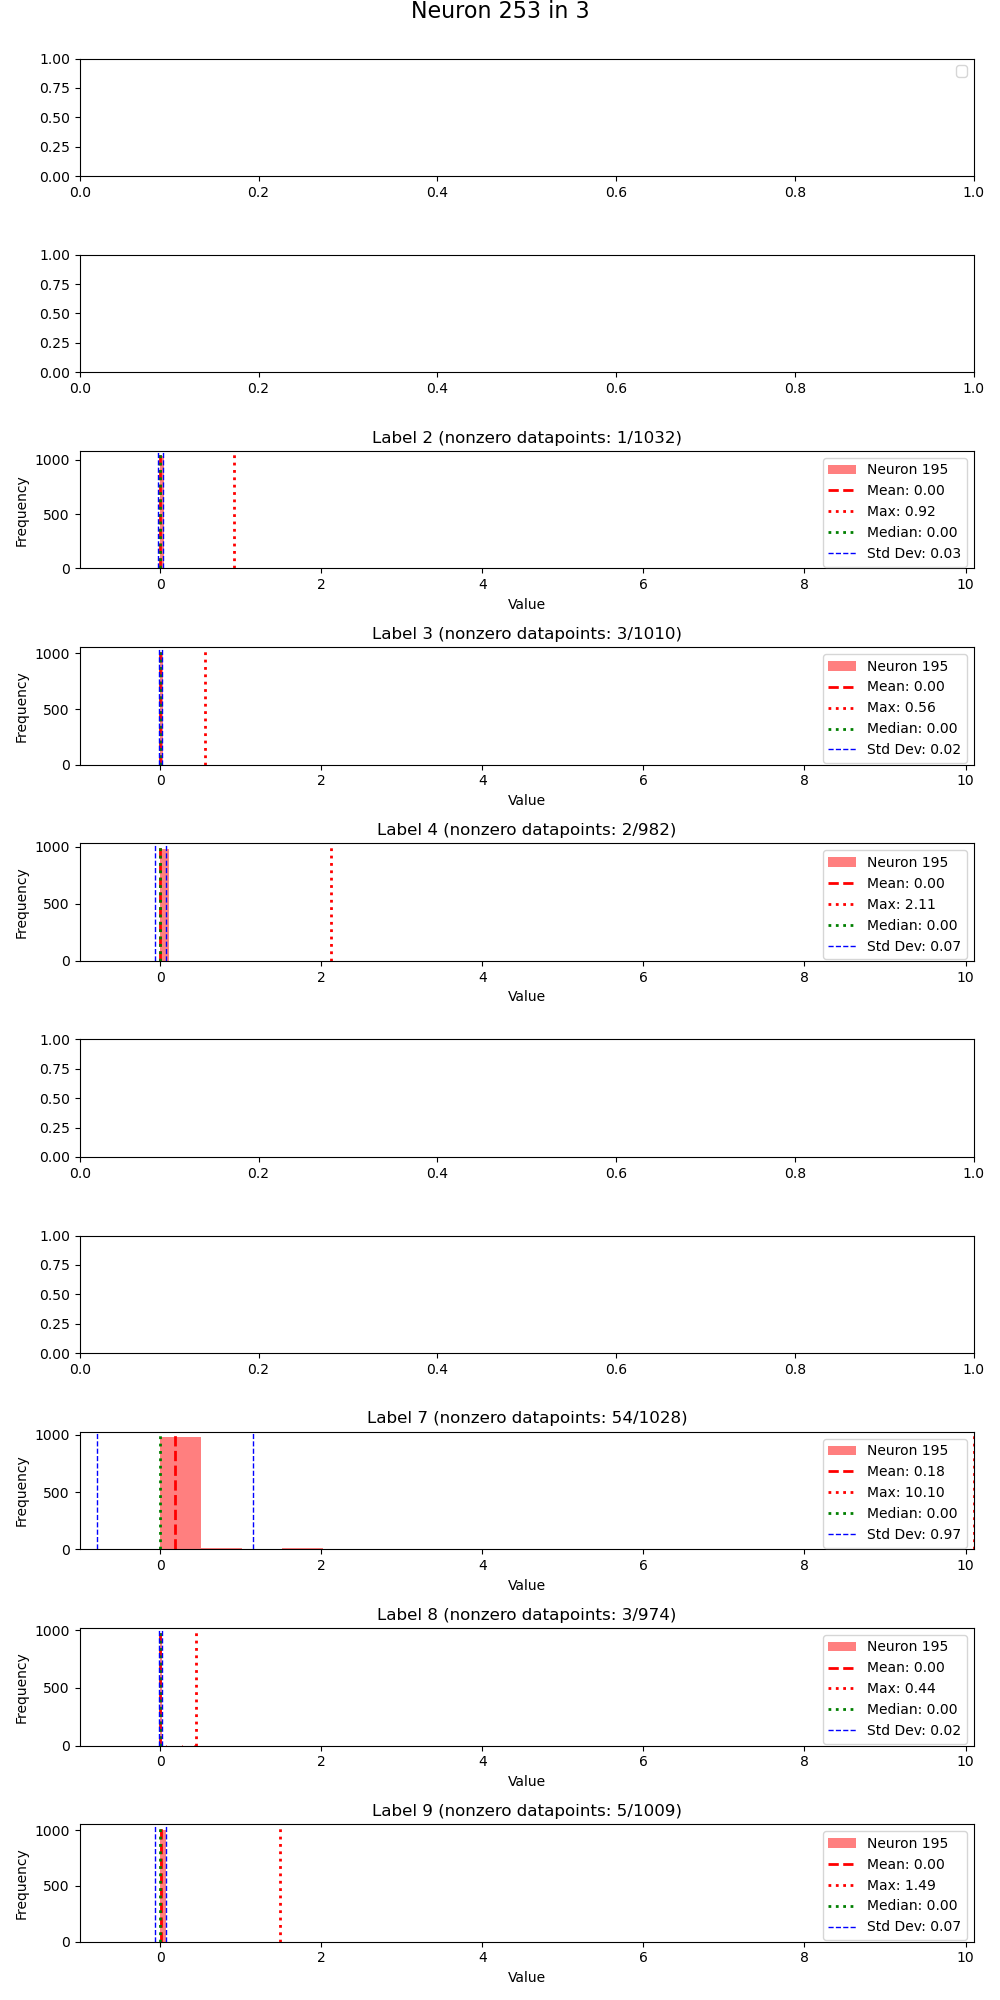 Neuron 253 in 3
1.00
0.75
0.50
0.25
0.00
0.0 0.2 0.4 0.6 0.8 1.0
1.00
0.75
0.50
0.25
0.00
0.0 0.2 0.4 0.6 0.8 1.0
Label 2 (nonzero datapoints: 1/1032)
Frequency
1000
500
0
Neuron 195
Mean: 0.00
Max: 0.92
Median: 0.00
Std Dev: 0.03
0 2 4 6 8 10
Value
Label 3 (nonzero datapoints: 3/1010)
Frequency
1000
500
0
Neuron 195
Mean: 0.00
Max: 0.56
Median: 0.00
Std Dev: 0.02
0 2 4 6 8 10
Value
Label 4 (nonzero datapoints: 2/982)
Frequency
1000
500
0
Neuron 195
Mean: 0.00
Max: 2.11
Median: 0.00
Std Dev: 0.07
0 2 4 6 8 10
Value
1.00
0.75
0.50
0.25
0.00
0.0 0.2 0.4 0.6 0.8 1.0
1.00
0.75
0.50
0.25
0.00
0.0 0.2 0.4 0.6 0.8 1.0
Label 7 (nonzero datapoints: 54/1028)
Frequency
1000
500
0
Neuron 195
Mean: 0.18
Max: 10.10
Median: 0.00
Std Dev: 0.97
0 2 4 6 8 10
Value
Label 8 (nonzero datapoints: 3/974)
Frequency
1000
500
0
Neuron 195
Mean: 0.00
Max: 0.44
Median: 0.00
Std Dev: 0.02
0 2 4 6 8 10
Value
Label 9 (nonzero datapoints: 5/1009)
Frequency
1000
500
0
Neuron 195
Mean: 0.00
Max: 1.49
Median: 0.00
Std Dev: 0.07
0 2 4 6 8 10
Value